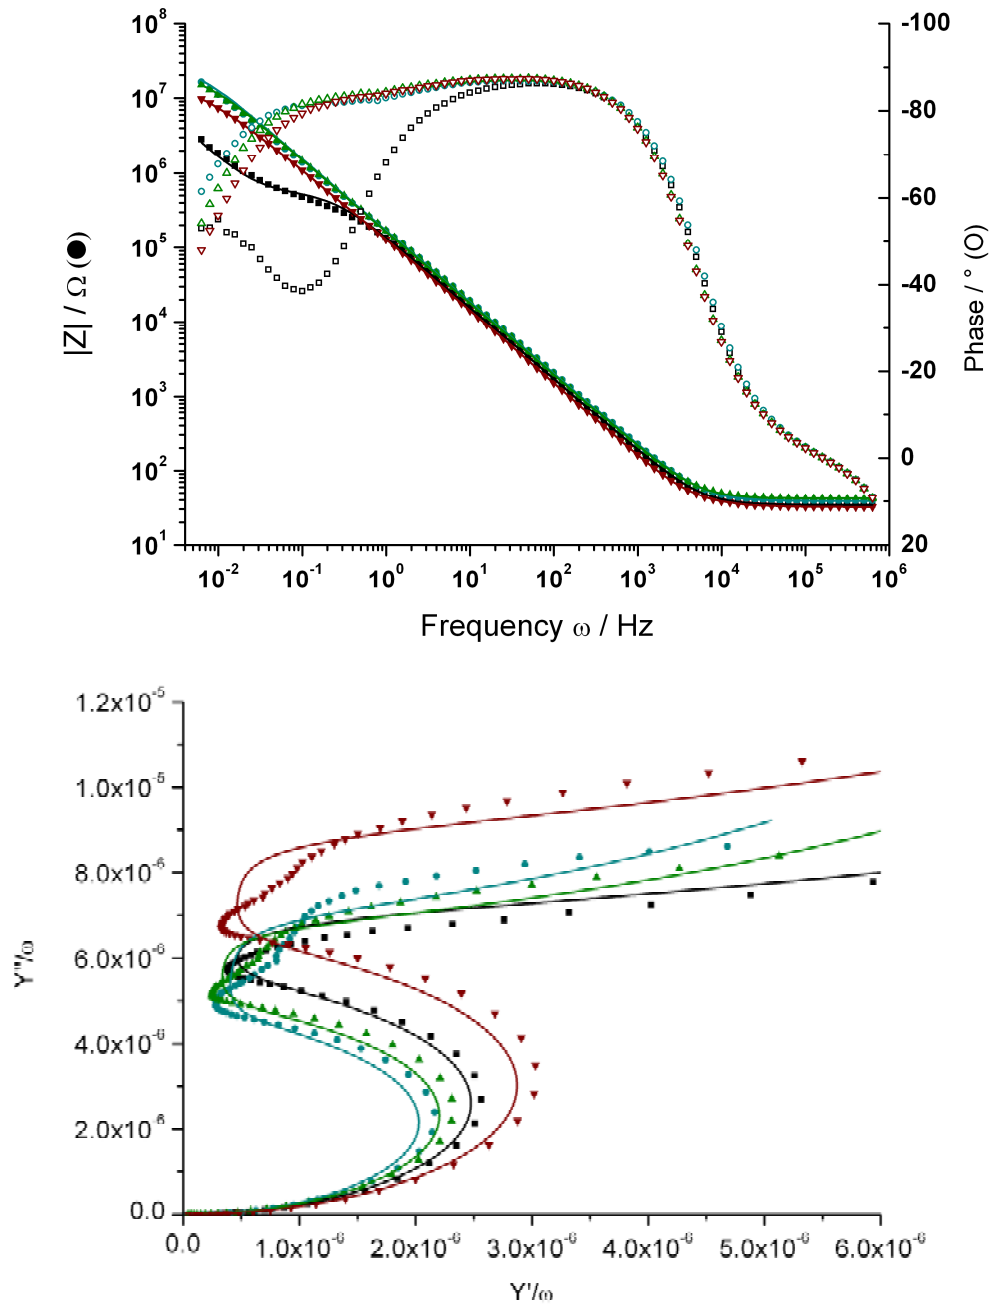 10⁸ -100
10⁷ -80
10⁶ -60
10⁵ -40
10⁴ -20
10³ 0
10²
10¹ 20
|Z| / Ω (●)
Phase / ° (O)
10⁻² 10⁻¹ 10⁰ 10¹ 10² 10³ 10⁴ 10⁵ 10⁶
Frequency ω / Hz
1.2x10⁻⁵
1.0x10⁻⁵
8.0x10⁻⁶
6.0x10⁻⁶
4.0x10⁻⁶
2.0x10⁻⁶
0.0
Y''/ω
0.0 1.0x10⁻⁶ 2.0x10⁻⁶ 3.0x10⁻⁶ 4.0x10⁻⁶ 5.0x10⁻⁶ 6.0x10⁻⁶
Y'/ω